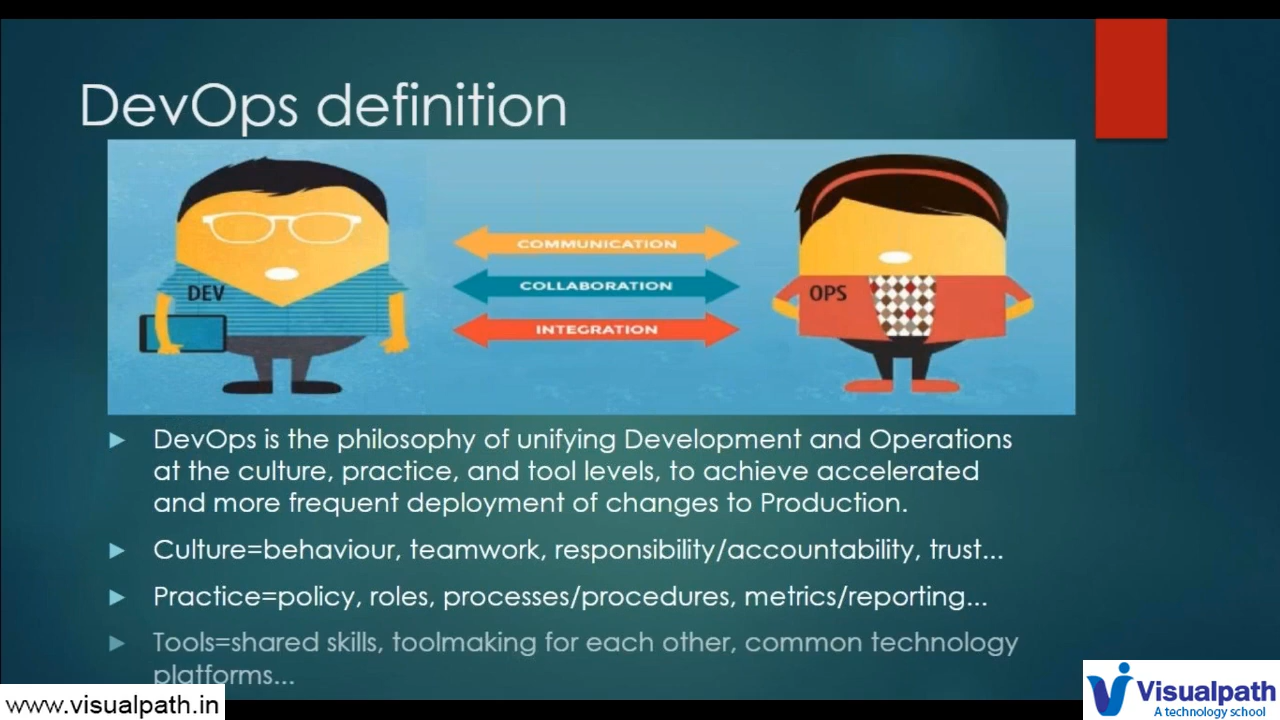 DevOps definition
COMMUNICATION
COLLABORATION
INTEGRATION
DEV
OPS
DevOps is the philosophy of unifying Development and Operations
at the culture, practice, and tool levels, to achieve accelerated
and more frequent deployment of changes to Production.
Culture=behaviour, teamwork, responsibility/accountability, trust...
Practice=policy, roles, processes/procedures, metrics/reporting...
Tools=shared skills, toolmaking for each other, common technology
platforms...
www.visualpath.in
Visualpath
A technology school